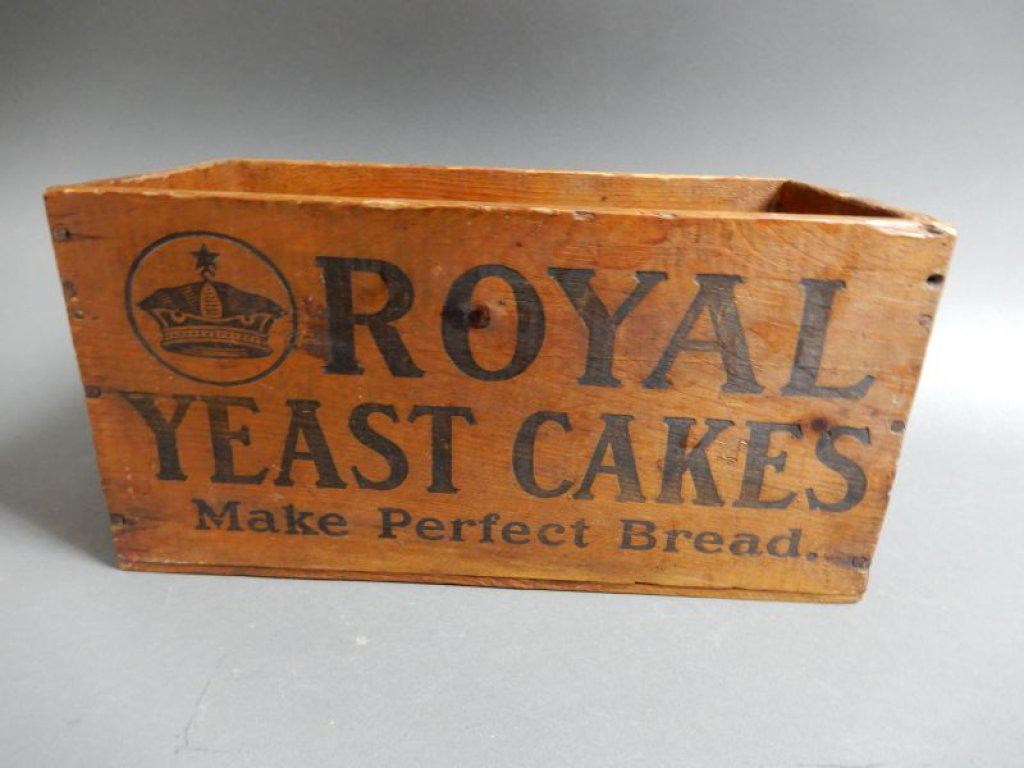 ROYAL
YEAST CAKES
Make Perfect Bread.